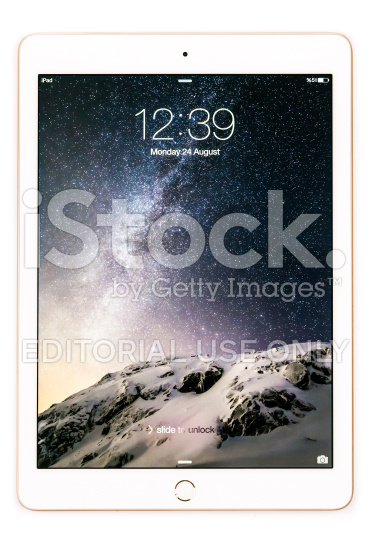 iPad %51
12:39
Monday 24 August
iStock.
by Getty Images™
EDITORIAL USE ONLY
slide to unlock